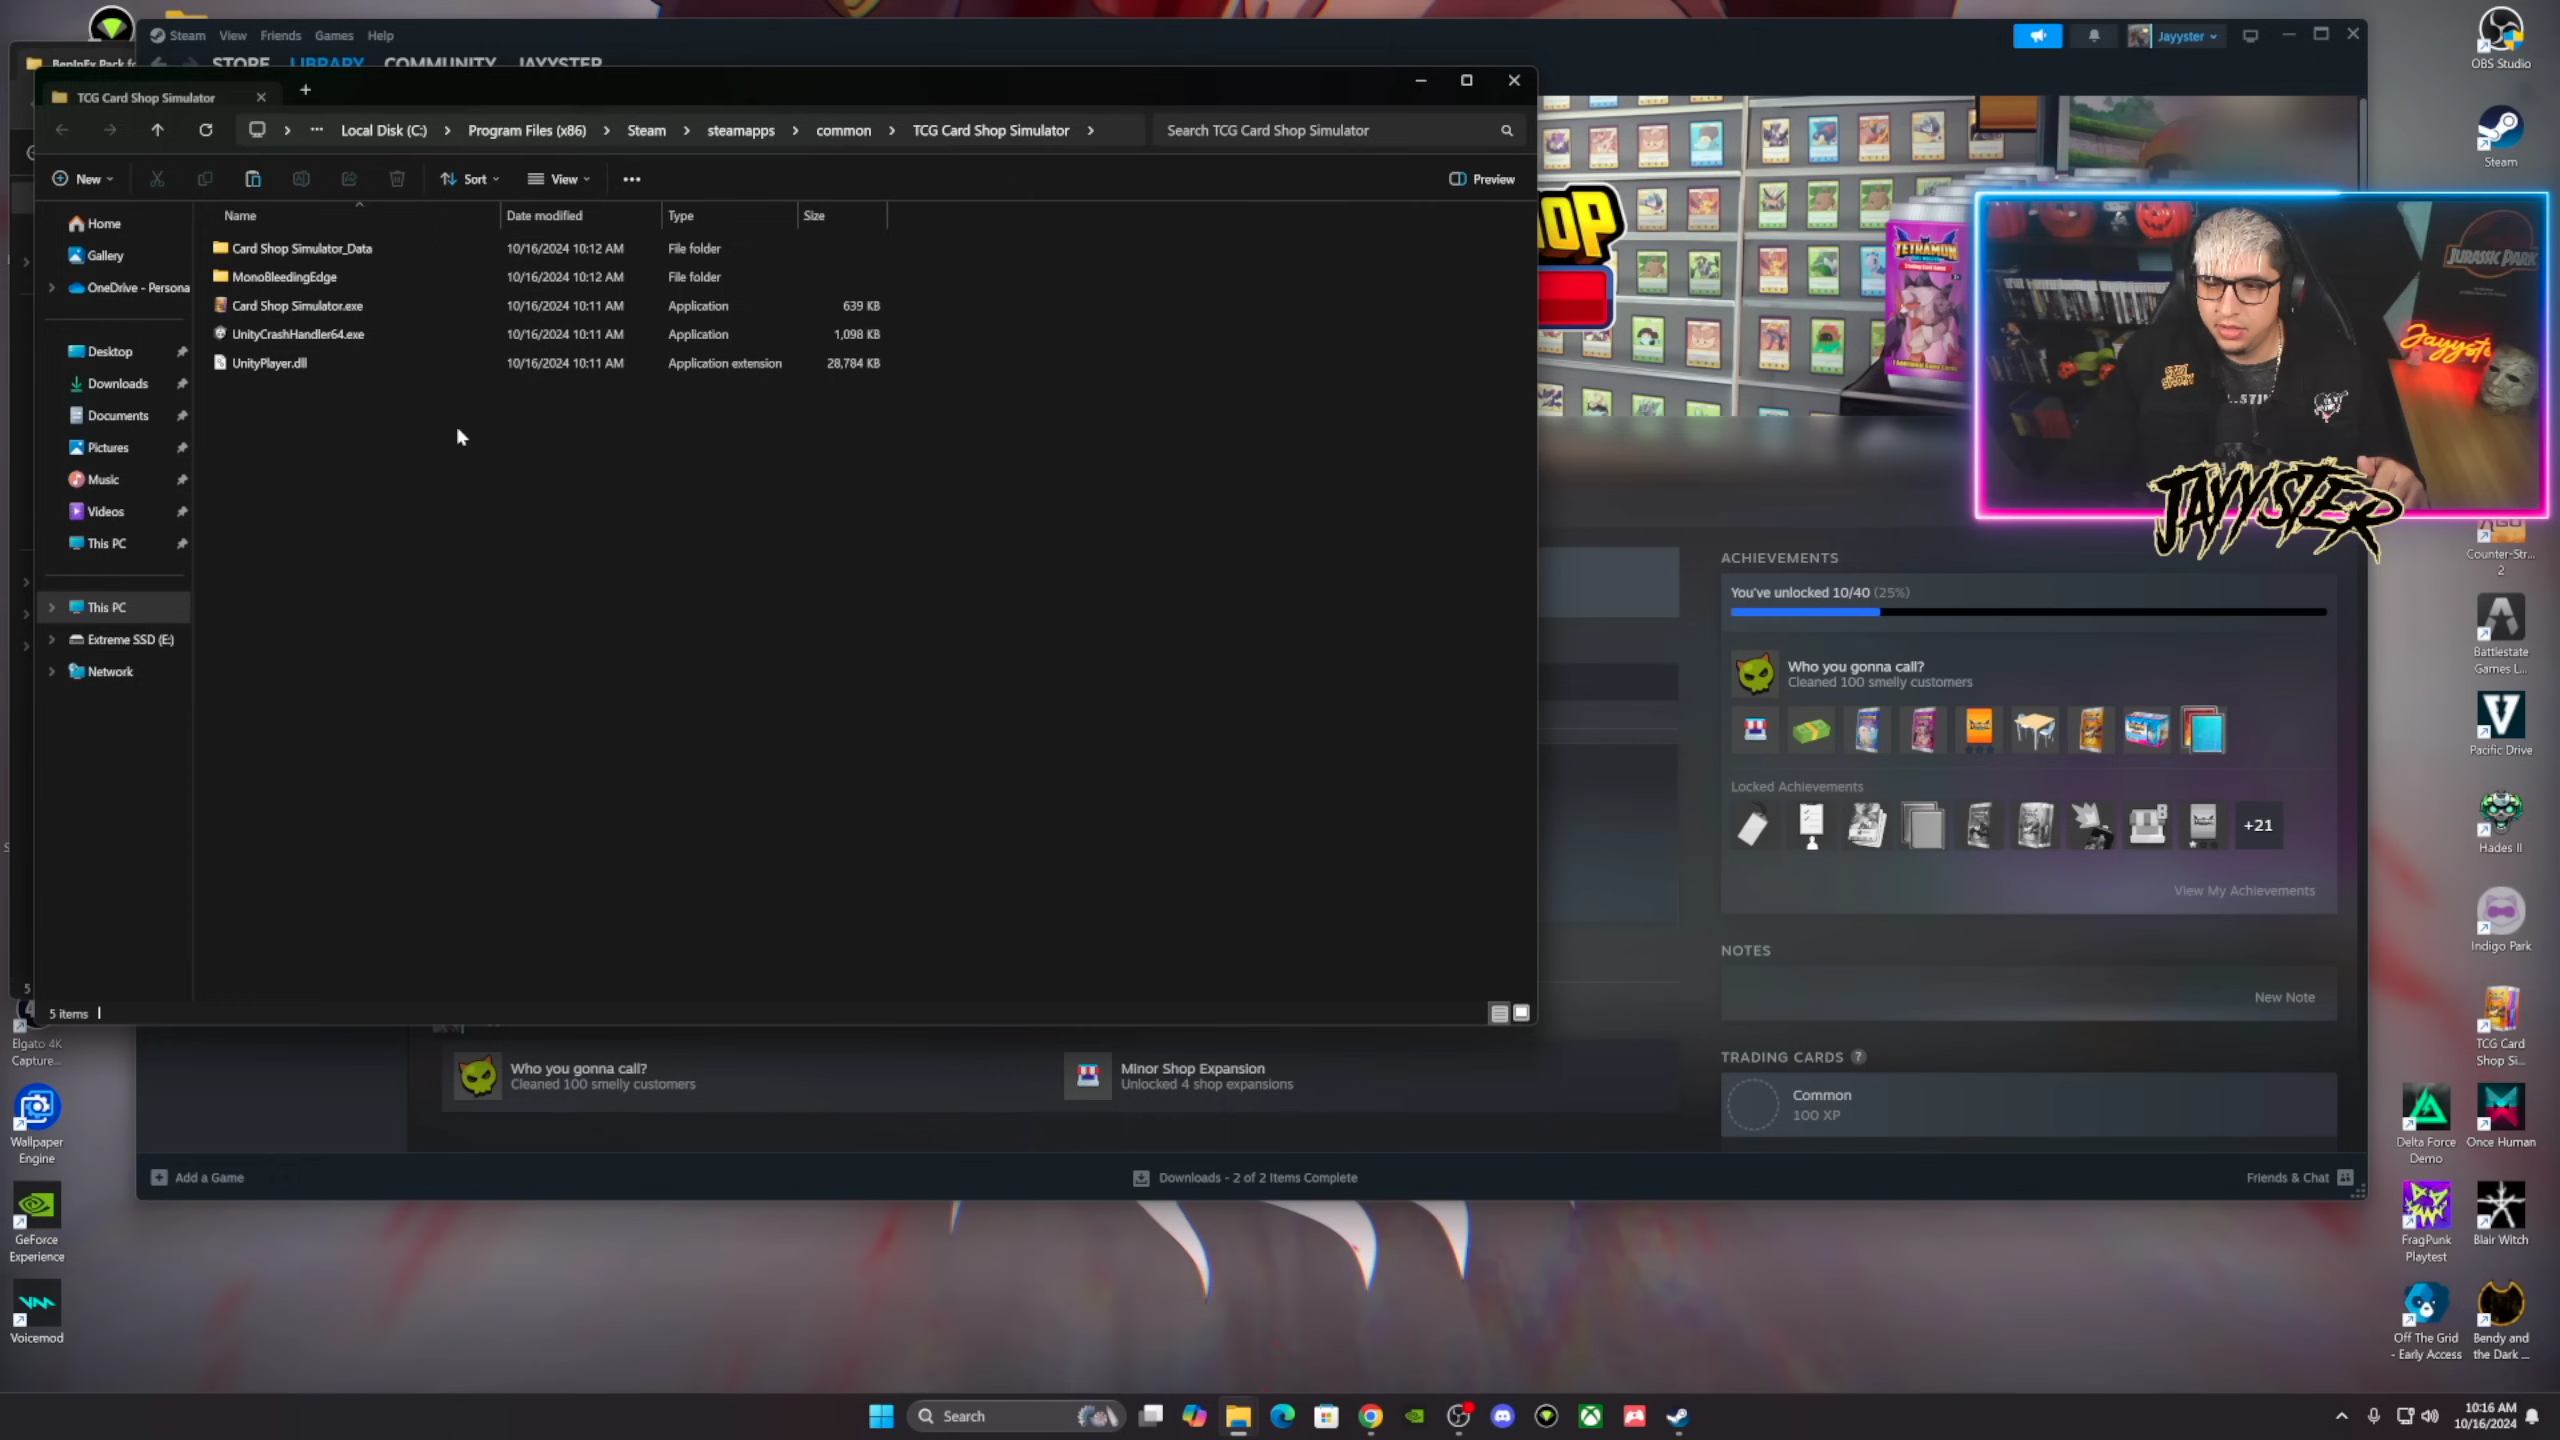 Steam View Friends Games Help
Jayyster
STORE LIBRARY COMMUNITY JAYYSTER
BepInEx Pack fo
TCG Card Shop Simulator
Local Disk (C:) Program Files (x86) Steam steamapps common TCG Card Shop Simulator
Search TCG Card Shop Simulator
New Sort View Preview
Name Date modified Type Size
Card Shop Simulator_Data 10/16/2024 10:12 AM File folder
MonoBleedingEdge 10/16/2024 10:12 AM File folder
Card Shop Simulator.exe 10/16/2024 10:11 AM Application 639 KB
UnityCrashHandler64.exe 10/16/2024 10:11 AM Application 1,098 KB
UnityPlayer.dll 10/16/2024 10:11 AM Application extension 28,784 KB
Home
Gallery
OneDrive - Persona
Desktop
Downloads
Documents
Pictures
Music
Videos
This PC
This PC
Extreme SSD (E:)
Network
5 items
5
TETRAMON
JURASSIC PARK
Jayyste
JAYYSTER
ACHIEVEMENTS
You've unlocked 10/40 (25%)
Who you gonna call?
Cleaned 100 smelly customers
Locked Achievements
+21
View My Achievements
NOTES
New Note
TRADING CARDS ?
Common
100 XP
Who you gonna call?
Cleaned 100 smelly customers
Minor Shop Expansion
Unlocked 4 shop expansions
Add a Game
Downloads - 2 of 2 Items Complete
Friends & Chat
OBS Studio
Steam
Counter-Str...
2
Battlestate
Games L...
Pacific Drive
Hades II
Indigo Park
TCG Card
Shop Si...
Delta Force
Demo
Once Human
FragPunk
Playtest
Blair Witch
Off The Grid
- Early Access
Bendy and
the Dark ...
Elgato 4K
Capture...
Wallpaper
Engine
GeForce
Experience
Voicemod
Search
10:16 AM
10/16/2024